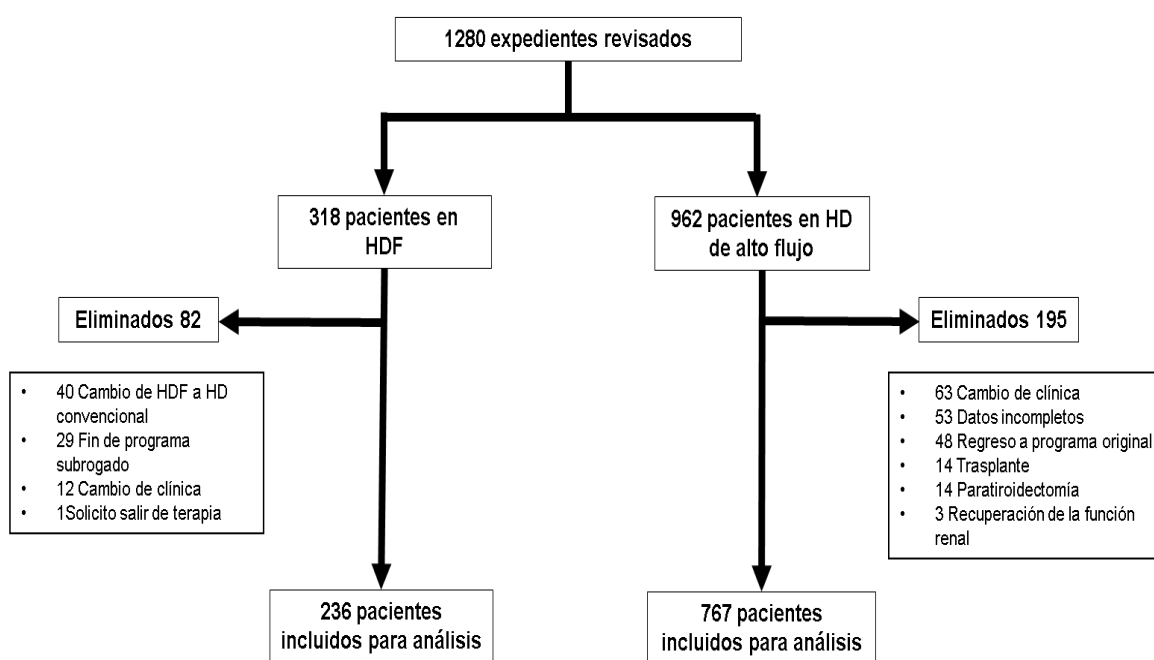 1280 expedientes revisados
318 pacientes en
HDF
962 pacientes en HD
de alto flujo
Eliminados 82
Eliminados 195
• 40 Cambio de HDF a HD
convencional
• 29 Fin de programa
subrogado
• 12 Cambio de clínica
• 1Solicito salir de terapia
• 63 Cambio de clínica
• 53 Datos incompletos
• 48 Regreso a programa original
• 14 Trasplante
• 14 Paratiroidectomía
• 3 Recuperación de la función
renal
236 pacientes
incluidos para análisis
767 pacientes
incluidos para análisis